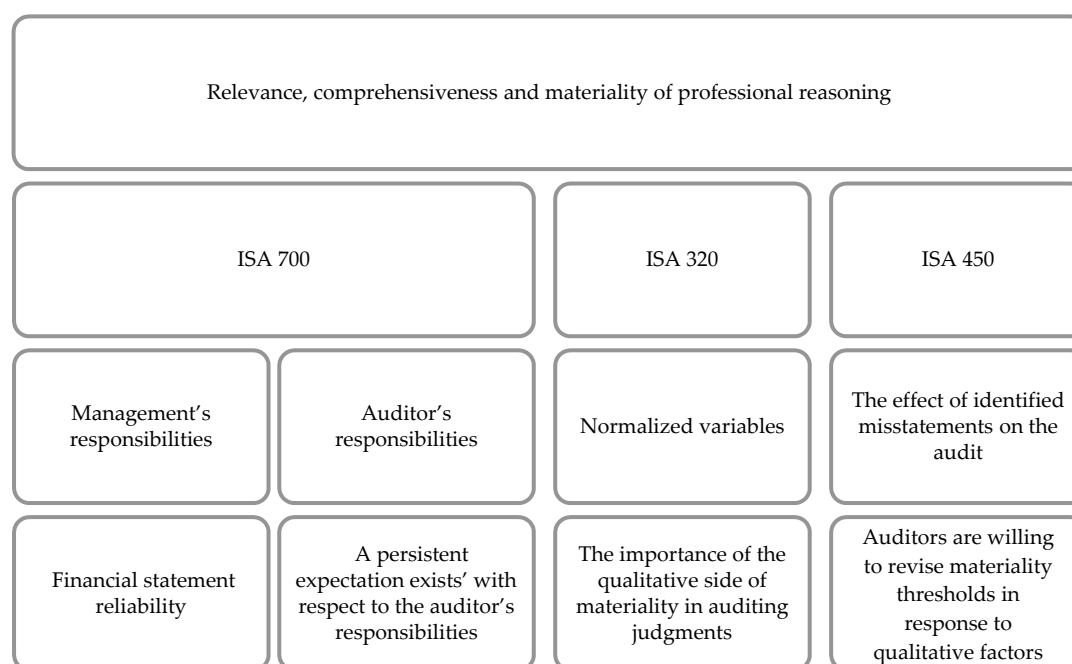 Relevance, comprehensiveness and materiality of professional reasoning
ISA 700
ISA 320
ISA 450
Management’s
responsibilities
Auditor’s
responsibilities
Normalized variables
The effect of identified
misstatements on the
audit
Financial statement
reliability
A persistent
expectation exists’ with
respect to the auditor’s
responsibilities
The importance of the
qualitative side of
materiality in auditing
judgments
Auditors are willing
to revise materiality
thresholds in
response to
qualitative factors